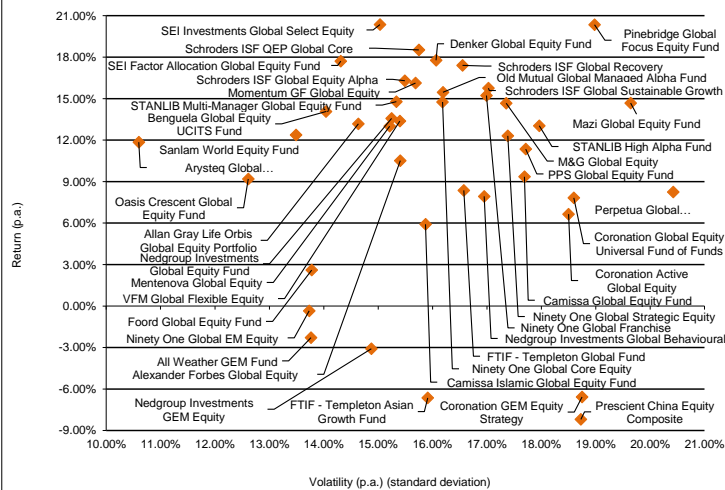 21.00%
18.00%
15.00%
12.00%
9.00%
6.00%
3.00%
0.00%
-3.00%
-6.00%
-9.00%
Return (p.a.)
SEI Investments Global Select Equity
Pinebridge Global
Focus Equity Fund
Denker Global Equity Fund
Schroders ISF QEP Global Core
SEI Factor Allocation Global Equity Fund
Schroders ISF Global Recovery
Schroders ISF Global Equity Alpha
Old Mutual Global Managed Alpha Fund
Momentum GF Global Equity
Schroders ISF Global Sustainable Growth
STANLIB Multi-Manager Global Equity Fund
Benguela Global Equity
UCITS Fund
Mazi Global Equity Fund
Sanlam World Equity Fund
STANLIB High Alpha Fund
M&G Global Equity
Arysteq Global
Equity...
PPS Global Equity Fund
Oasis Crescent Global
Equity Fund
Perpetua Global...
Allan Gray Life Orbis
Global Equity Portfolio
Coronation Global Equity
Universal Fund of Funds
Nedgroup Investments
Global Equity Fund
Coronation Active
Global Equity
Mentenova Global Equity
VFM Global Flexible Equity
Camissa Global Equity Fund
Foord Global Equity Fund
Ninety One Global Strategic Equity
Ninety One Global Franchise
Ninety One Global EM Equity
Nedgroup Investments Global Behavioural
All Weather GEM Fund
FTIF - Templeton Global Fund
Alexander Forbes Global Equity
Ninety One Global Core Equity
Camissa Islamic Global Equity Fund
Nedgroup Investments
GEM Equity
FTIF - Templeton Asian
Growth Fund
Coronation GEM Equity
Strategy
Prescient China Equity
Composite
10.00% 11.00% 12.00% 13.00% 14.00% 15.00% 16.00% 17.00% 18.00% 19.00% 20.00% 21.00%
Volatility (p.a.) (standard deviation)